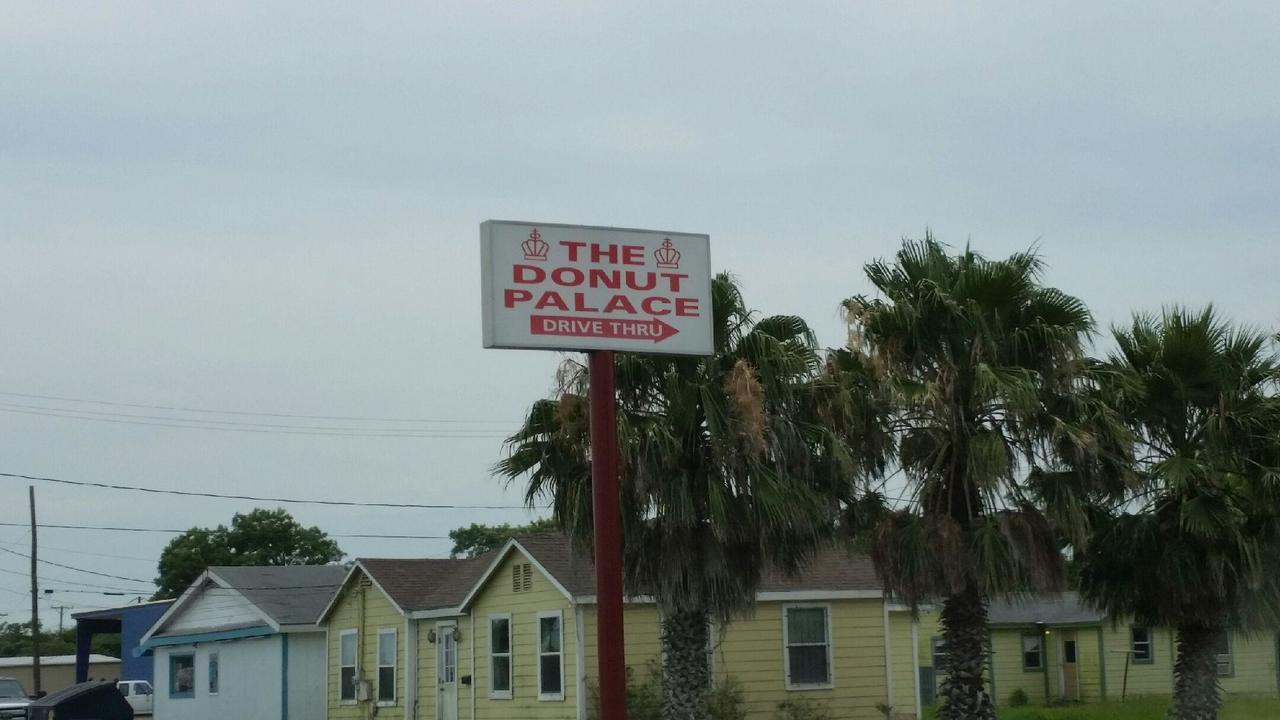 THE
DONUT
PALACE
DRIVE THRU